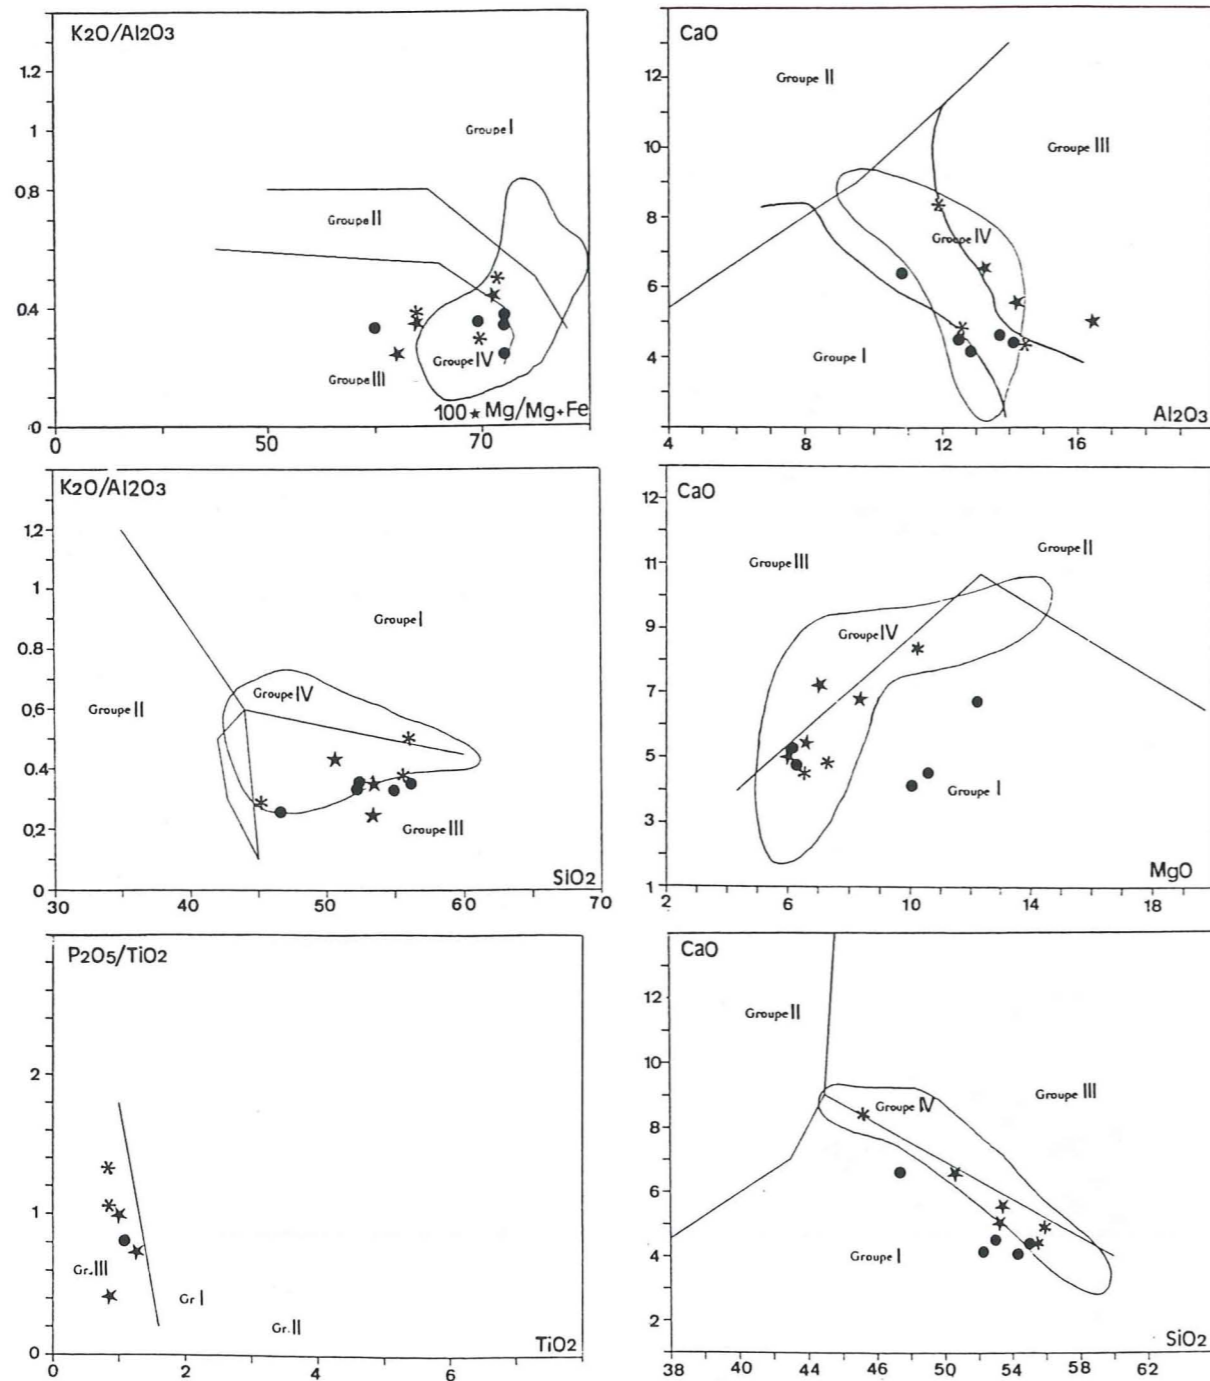 K2O/Al2O3
1.2
1
0.8
0.4
0
Groupe I
Groupe II
Groupe IV
Groupe III
100★Mg/Mg+Fe
0 50 70
CaO
12
10
8
6
4
Groupe II
Groupe III
Groupe IV
Groupe I
Al2O3
4 8 12 16
K2O/Al2O3
1.2
1
0.8
0.6
0.4
0.2
0
Groupe I
Groupe IV
Groupe II
Groupe III
SiO2
30 40 50 60 70
CaO
12
11
9
7
5
3
1
Groupe II
Groupe III
Groupe IV
Groupe I
MgO
2 6 10 14 18
P2O5/TiO2
2
1
0
Gr.III
Gr I
Gr.II
TiO2
0 2 4 6
CaO
12
10
8
6
4
2
Groupe II
Groupe III
Groupe IV
Groupe I
SiO2
38 40 44 46 50 54 58 62